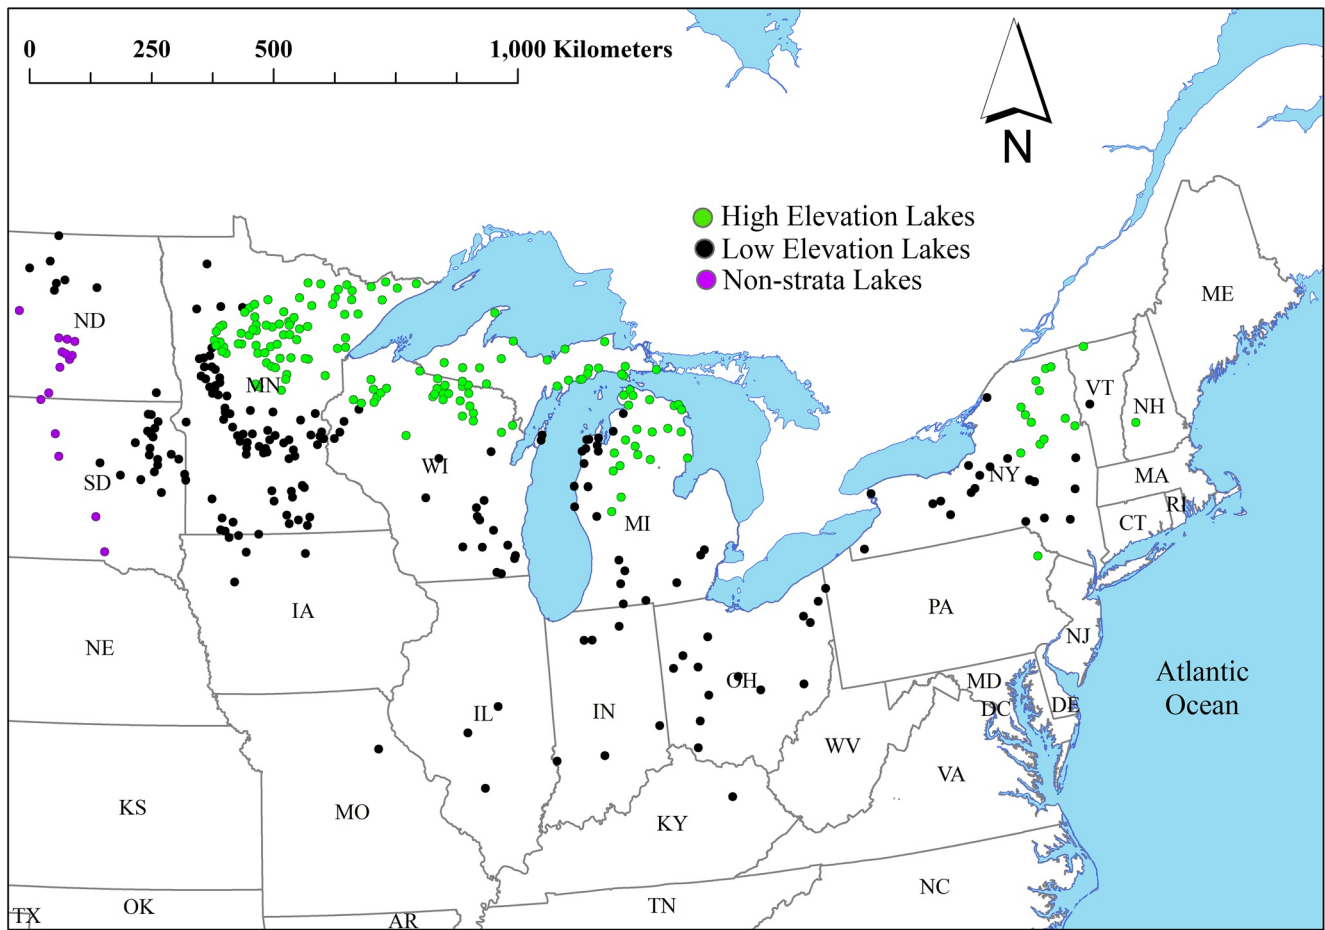 0 250 500 1,000 Kilometers
N
High Elevation Lakes
Low Elevation Lakes
Non-strata Lakes
ME
ND
MN
VT
NH
WI
SD
NY
MA
RI
CT
MI
IA
PA
NE
NJ
Atlantic
Ocean
OH
MD
DC
DE
IL
IN
WV
VA
KS
MO
KY
NC
OK
TN
TX
AR